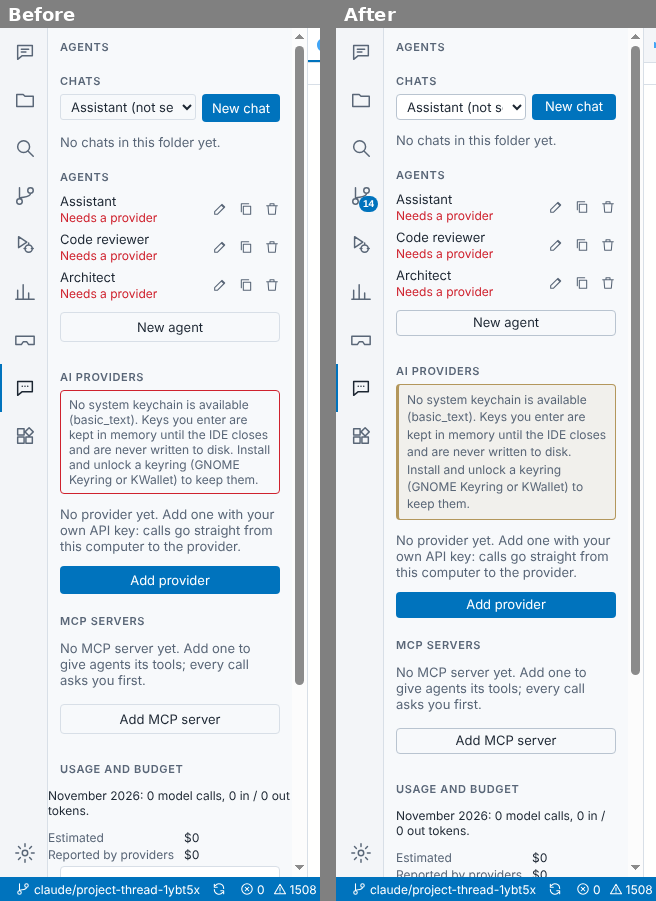 Before
AGENTS
CHATS
Assistant (not se
New chat
No chats in this folder yet.
AGENTS
Assistant
Needs a provider
Code reviewer
Needs a provider
Architect
Needs a provider
New agent
AI PROVIDERS
No system keychain is available
(basic_text). Keys you enter are
kept in memory until the IDE closes
and are never written to disk. Install
and unlock a keyring (GNOME
Keyring or KWallet) to keep them.
No provider yet. Add one with your
own API key: calls go straight from
this computer to the provider.
Add provider
MCP SERVERS
No MCP server yet. Add one to
give agents its tools; every call
asks you first.
Add MCP server
USAGE AND BUDGET
November 2026: 0 model calls, 0 in / 0 out
tokens.
Estimated $0
Reported by providers $0
claude/project-thread-1ybt5x 0 1508
After
AGENTS
CHATS
Assistant (not s
New chat
No chats in this folder yet.
AGENTS
14
Assistant
Needs a provider
Code reviewer
Needs a provider
Architect
Needs a provider
New agent
AI PROVIDERS
No system keychain is available
(basic_text). Keys you enter are
kept in memory until the IDE closes
and are never written to disk.
Install and unlock a keyring
(GNOME Keyring or KWallet) to
keep them.
No provider yet. Add one with your
own API key: calls go straight from
this computer to the provider.
Add provider
MCP SERVERS
No MCP server yet. Add one to
give agents its tools; every call
asks you first.
Add MCP server
USAGE AND BUDGET
November 2026: 0 model calls, 0 in /
0 out tokens.
Estimated $0
Reported by providers $0
claude/project-thread-1ybt5x 0 1508